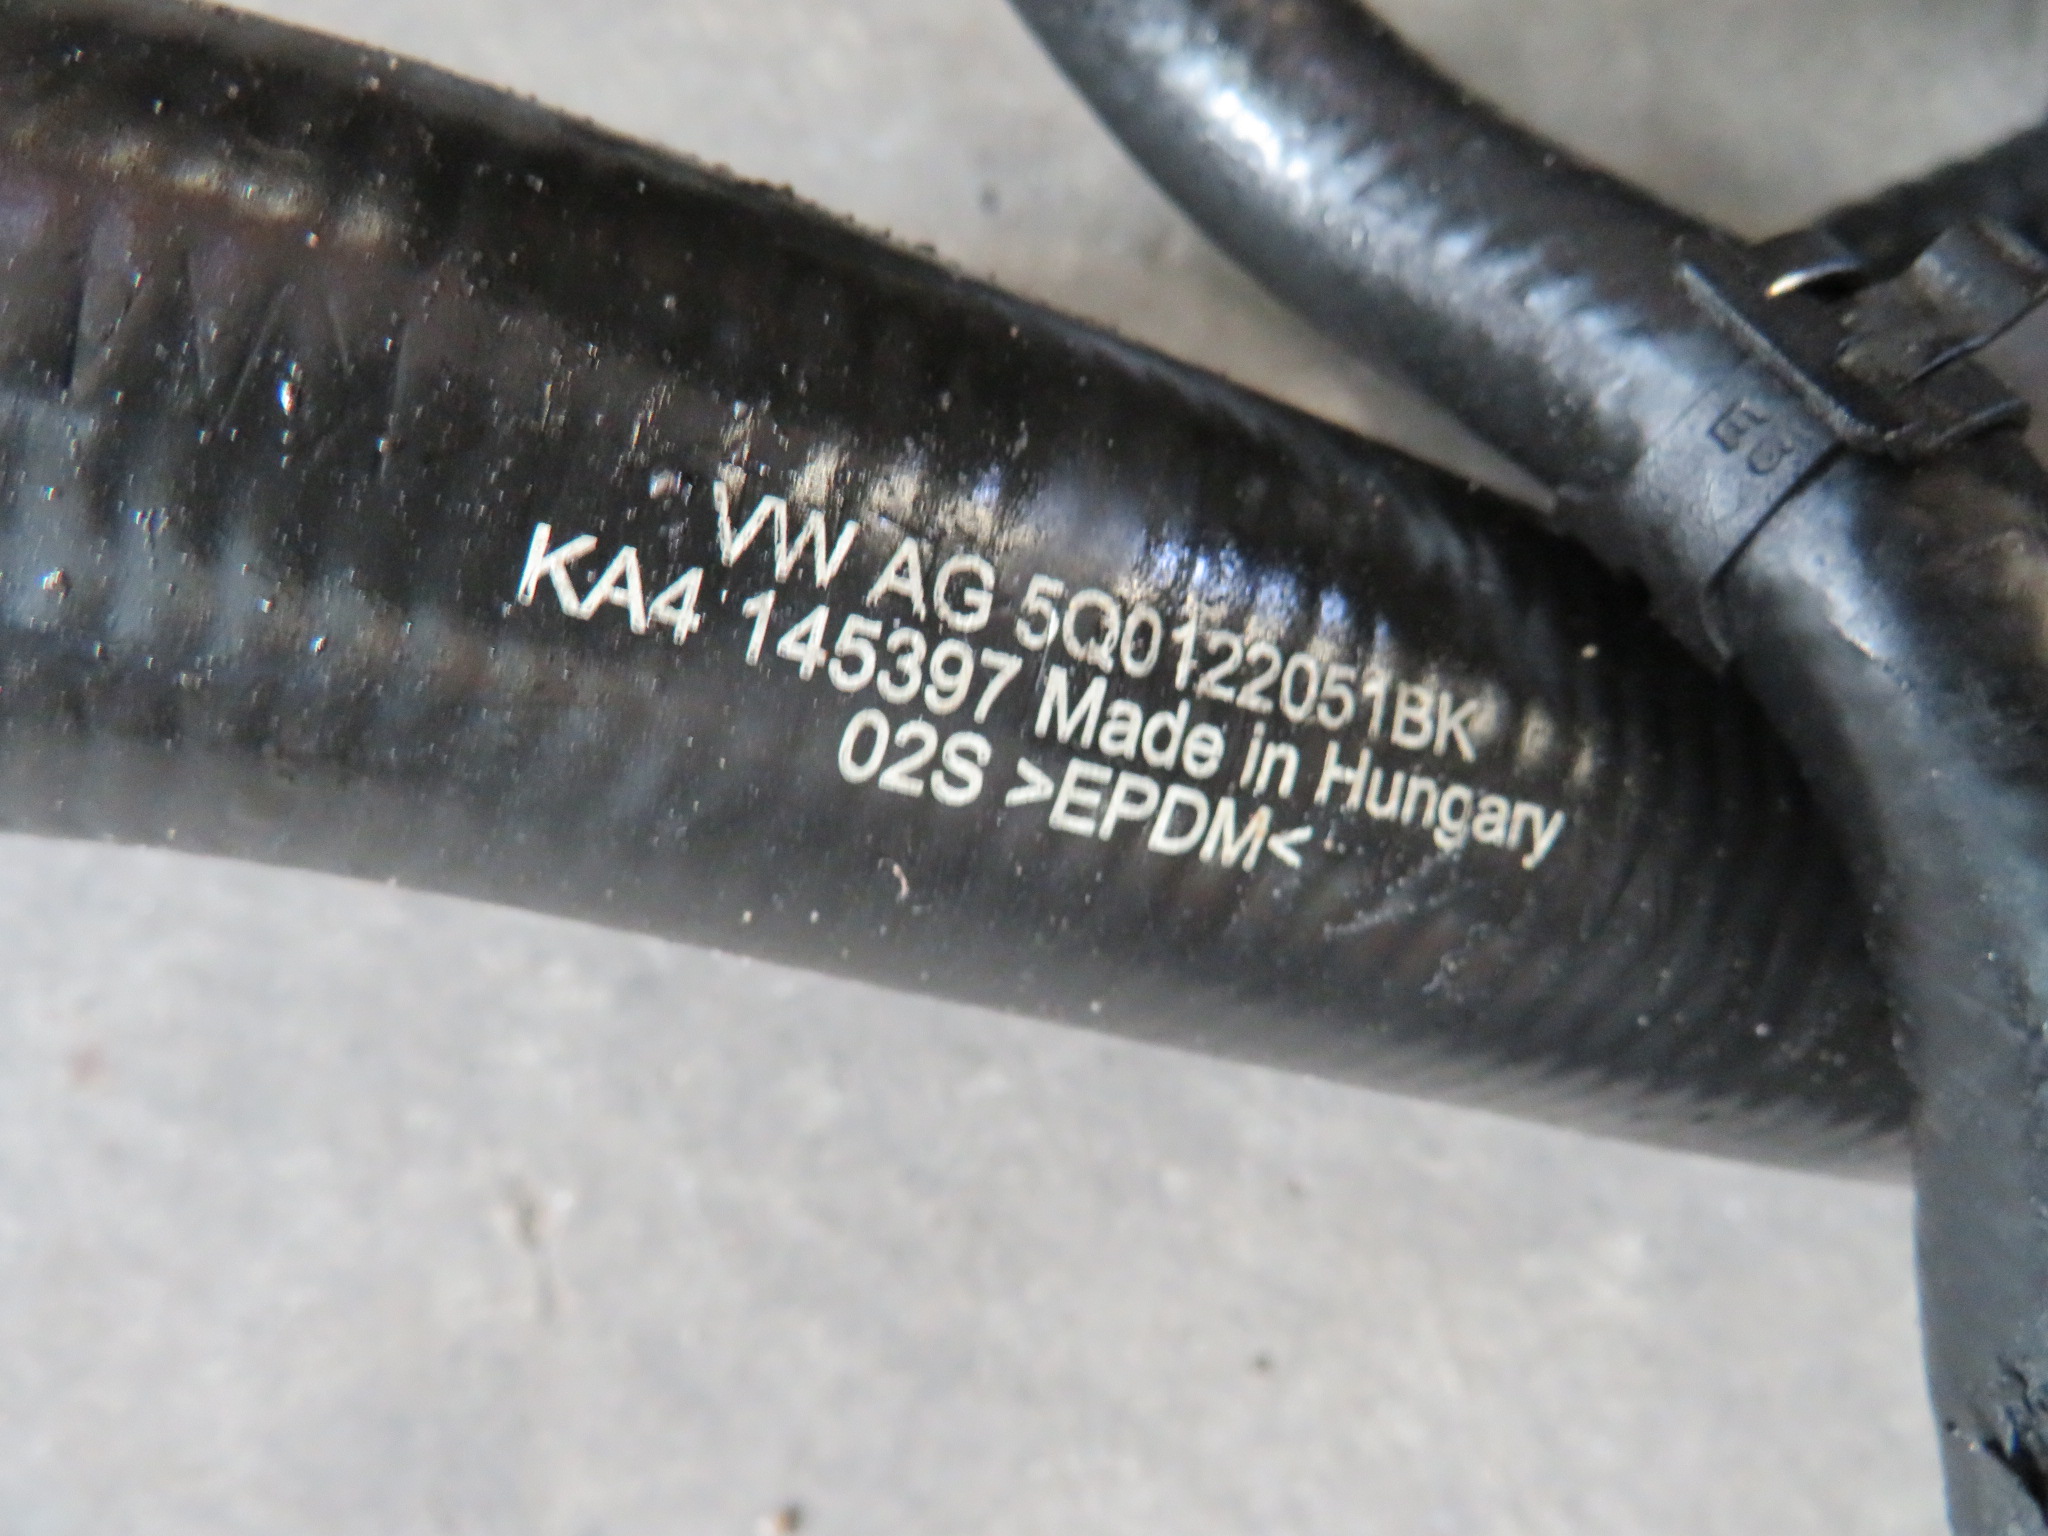 VW AG 5Q0122051BK
KA4 145397 Made in Hungary
02S >EPDM<